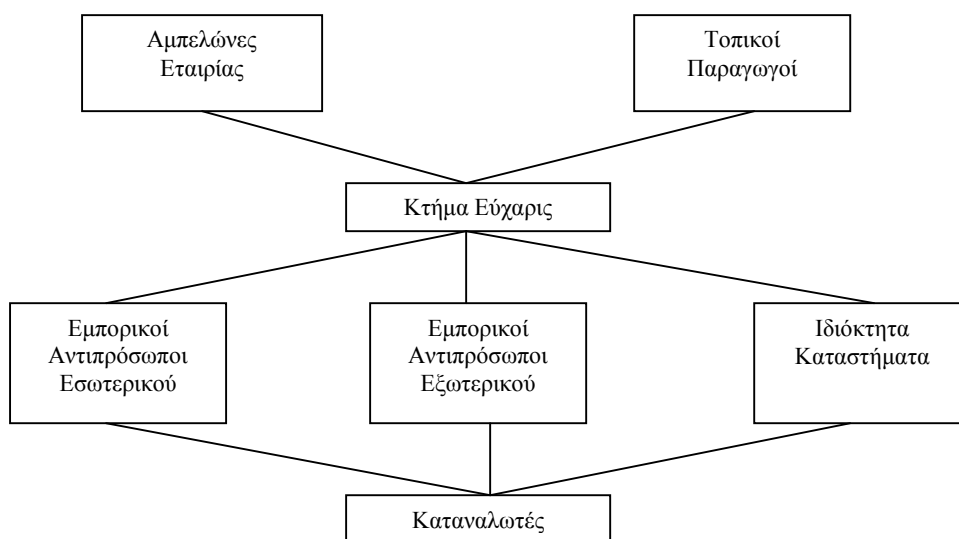 Αμπελώνες
Εταιρίας
Τοπικοί
Παραγωγοί
Κτήμα Εύχαρις
Εμπορικοί
Αντιπρόσωποι
Εσωτερικού
Εμπορικοί
Αντιπρόσωποι
Εξωτερικού
Ιδιόκτητα
Καταστήματα
Καταναλωτές